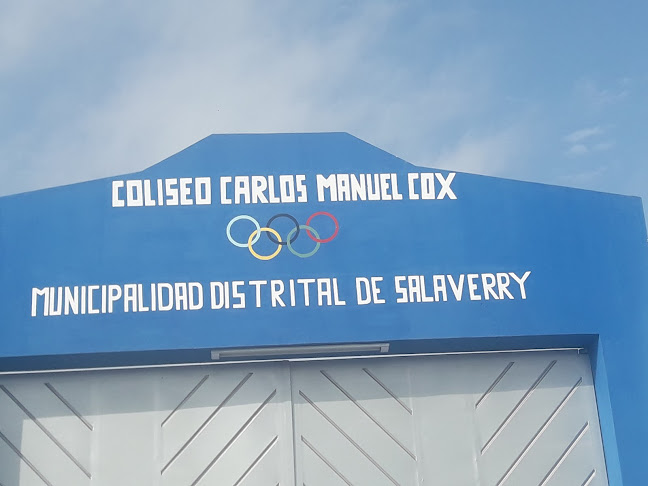 COLISEO CARLOS MANUEL COX
MUNICIPALIDAD DISTRITAL DE SALAVERRY